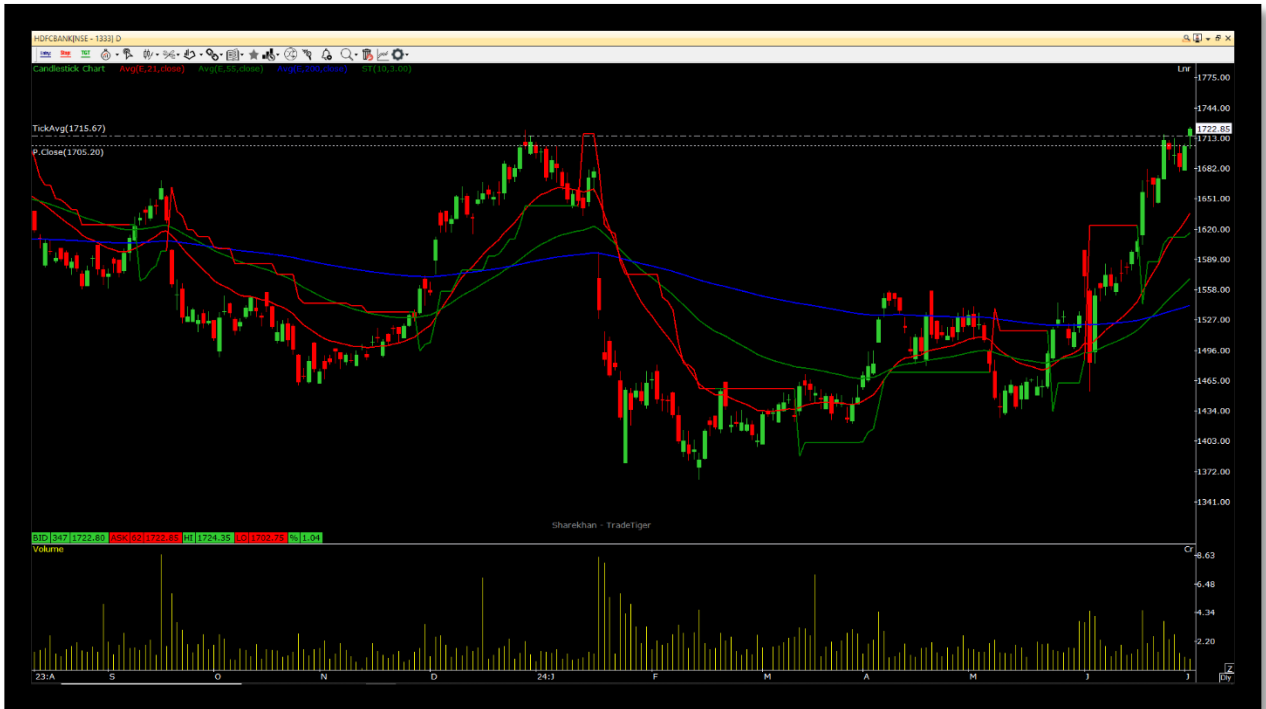 HDFCBANK[NSE - 1333] D
Candlestick Chart Avg(E,21,close) Avg(E,55,close) Avg(E,200,close) ST(10,3.00)
Lnr
1775.00
1744.00
TickAvg(1715.67)
1722.85
1713.00
P.Close(1705.20)
1682.00
1651.00
1620.00
1589.00
1558.00
1527.00
1496.00
1465.00
1434.00
1403.00
1372.00
1341.00
Sharekhan - TradeTiger
BID 347 1722.80 ASK 62 1722.85 HI 1724.35 LO 1702.75 % 1.04
Volume
Cr
8.63
6.48
4.34
2.20
23:A S O N D 24:J F M A M J J
Z
Dly